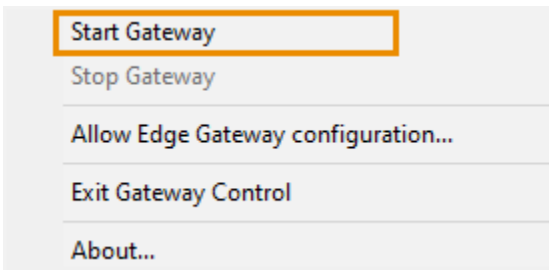 Start Gateway
Stop Gateway
Allow Edge Gateway configuration...
Exit Gateway Control
About...